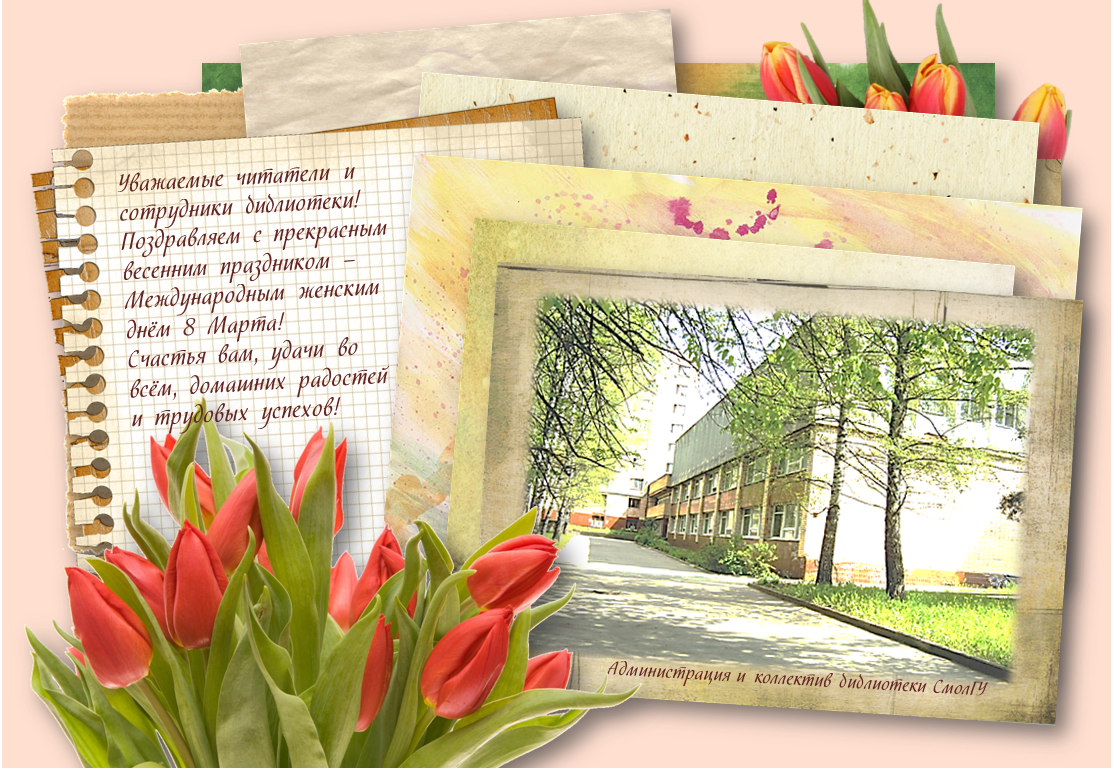 Уважаемые читатели и
сотрудники библиотеки!
Поздравляем с прекрасным
весенним праздником –
Международным женским
днём 8 Марта!
Счастья вам, удачи во
всём, домашних радостей
и трудовых успехов!
Администрация и коллектив библиотеки СмолГУ